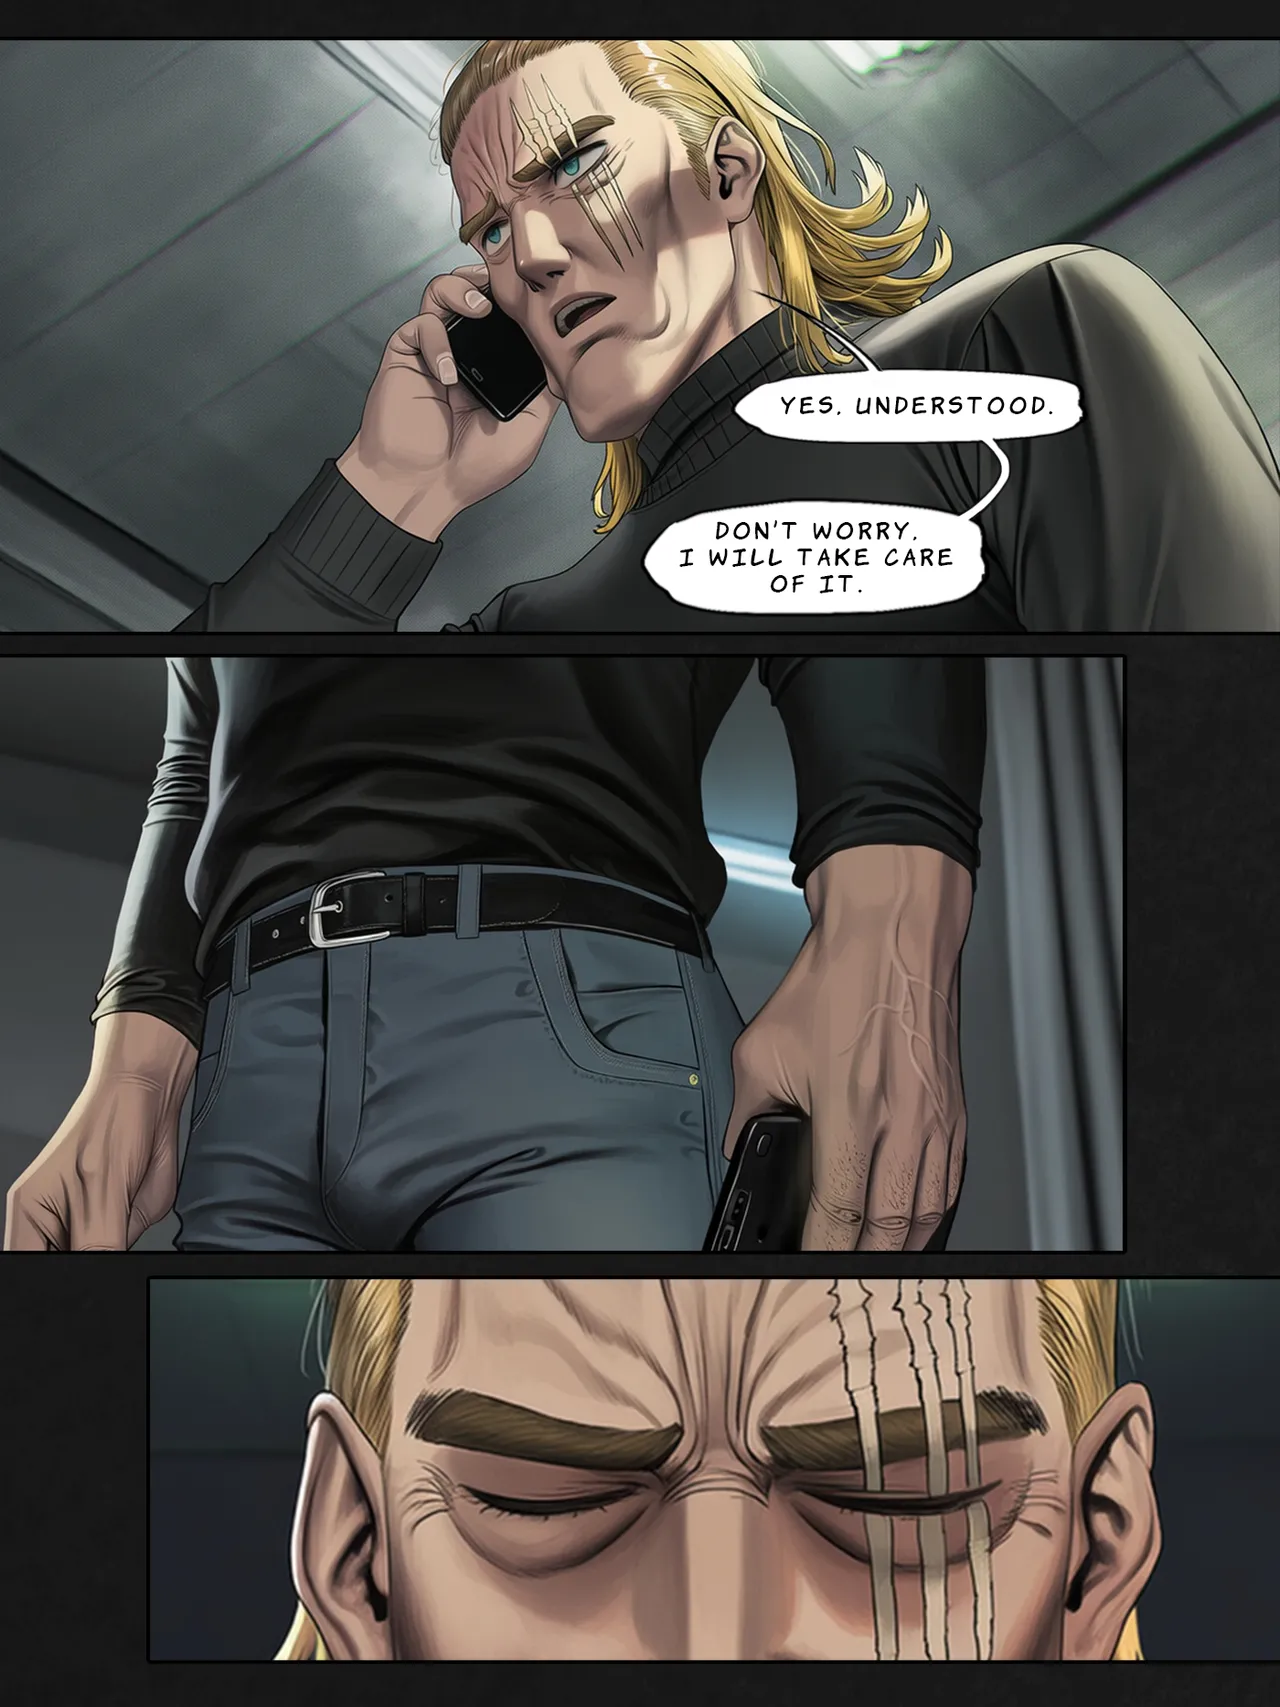 YES, UNDERSTOOD.
DON'T WORRY,
I WILL TAKE CARE
OF IT.